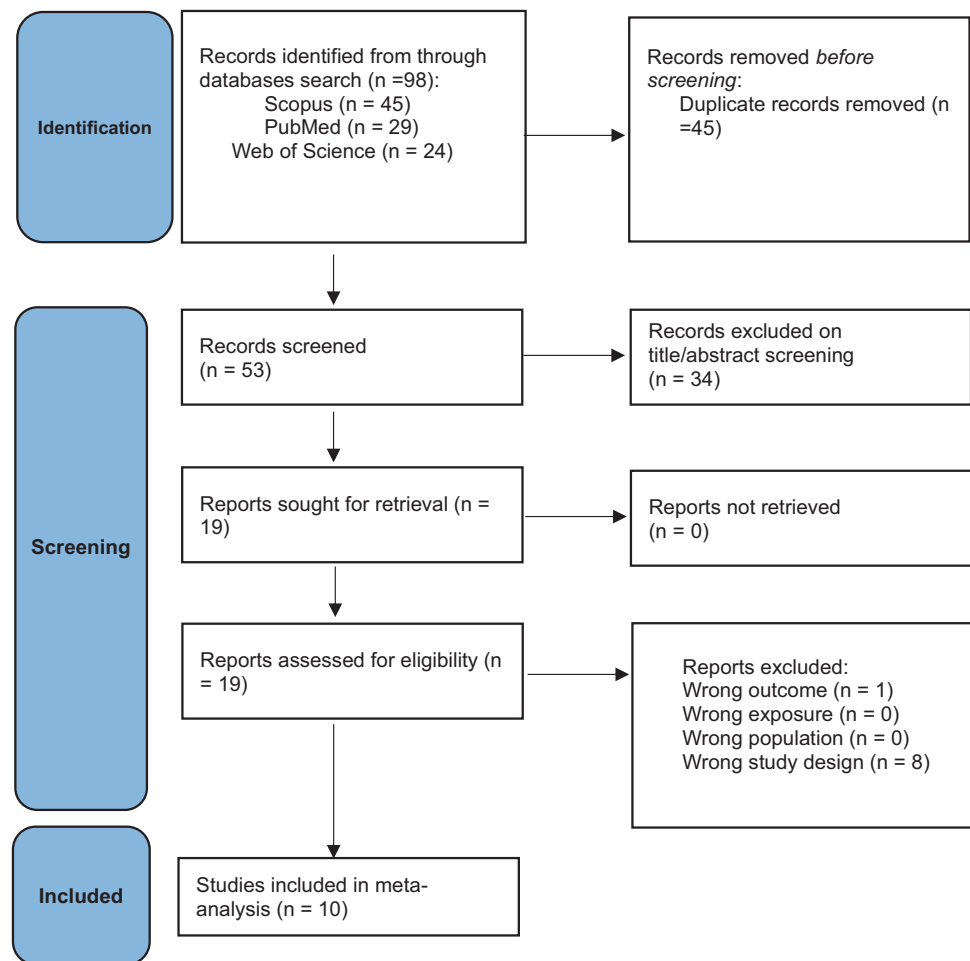 Identification
Records identified from through
databases search (n =98):
Scopus (n = 45)
PubMed (n = 29)
Web of Science (n = 24)
Records removed before
screening:
Duplicate records removed (n
=45)
Screening
Records screened
(n = 53)
Records excluded on
title/abstract screening
(n = 34)
Reports sought for retrieval (n =
19)
Reports not retrieved
(n = 0)
Reports assessed for eligibility (n
= 19)
Reports excluded:
Wrong outcome (n = 1)
Wrong exposure (n = 0)
Wrong population (n = 0)
Wrong study design (n = 8)
Included
Studies included in meta-
analysis (n = 10)